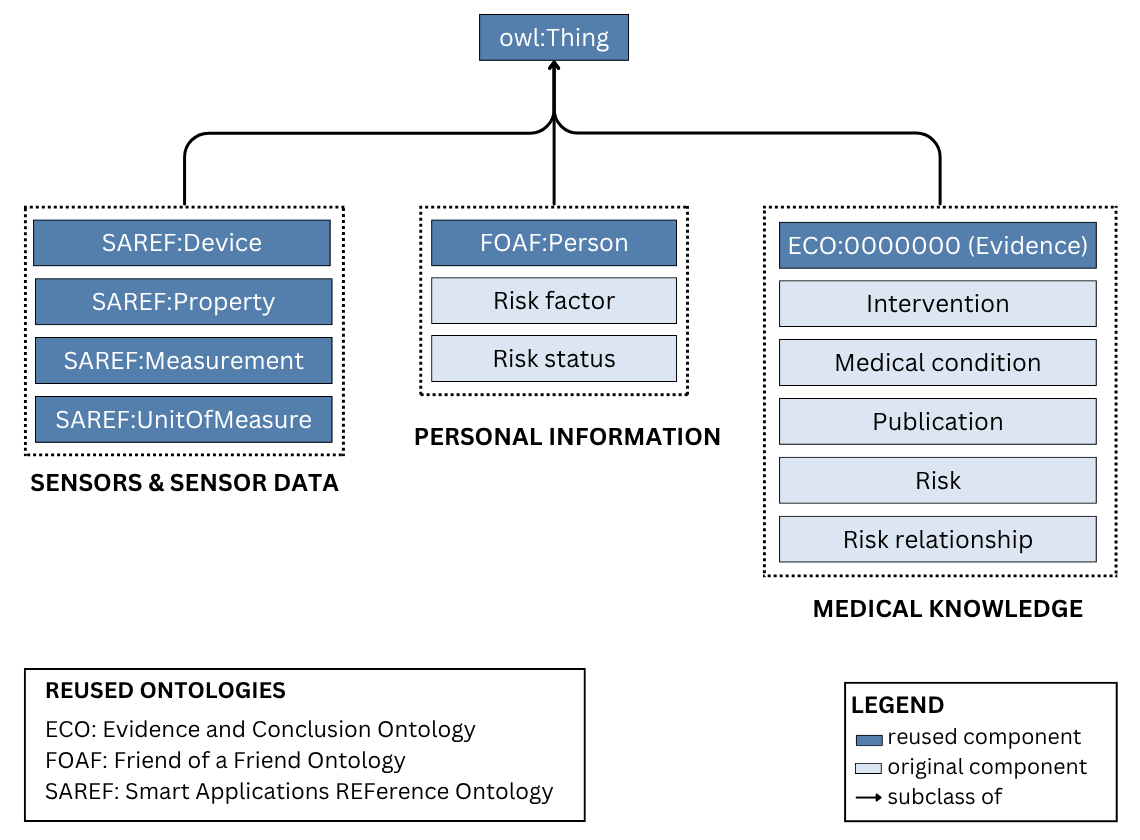 owl:Thing
SAREF:Device
SAREF:Property
SAREF:Measurement
SAREF:UnitOfMeasure
SENSORS & SENSOR DATA
FOAF:Person
Risk factor
Risk status
PERSONAL INFORMATION
ECO:0000000 (Evidence)
Intervention
Medical condition
Publication
Risk
Risk relationship
MEDICAL KNOWLEDGE
REUSED ONTOLOGIES
ECO: Evidence and Conclusion Ontology
FOAF: Friend of a Friend Ontology
SAREF: Smart Applications REFerence Ontology
LEGEND
reused component
original component
subclass of